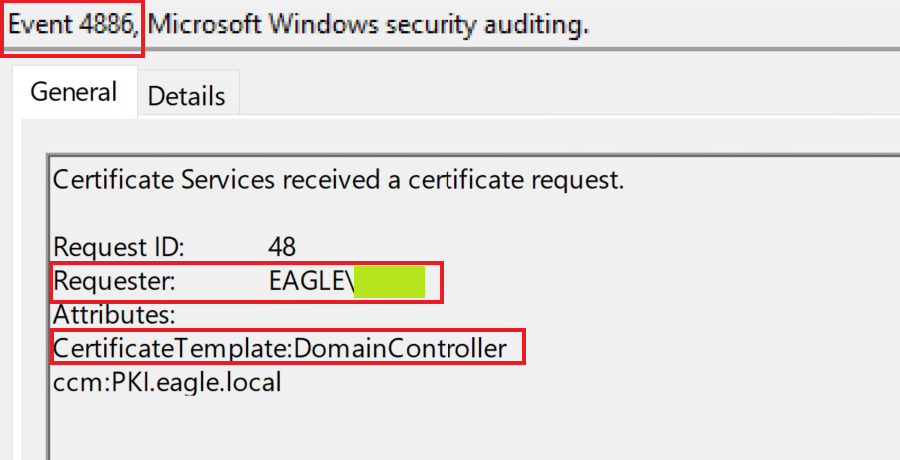 Event 4886, Microsoft Windows security auditing.
General Details
Certificate Services received a certificate request.
Request ID: 48
Requester: EAGLE\
Attributes:
CertificateTemplate:DomainController
ccm:PKI.eagle.local